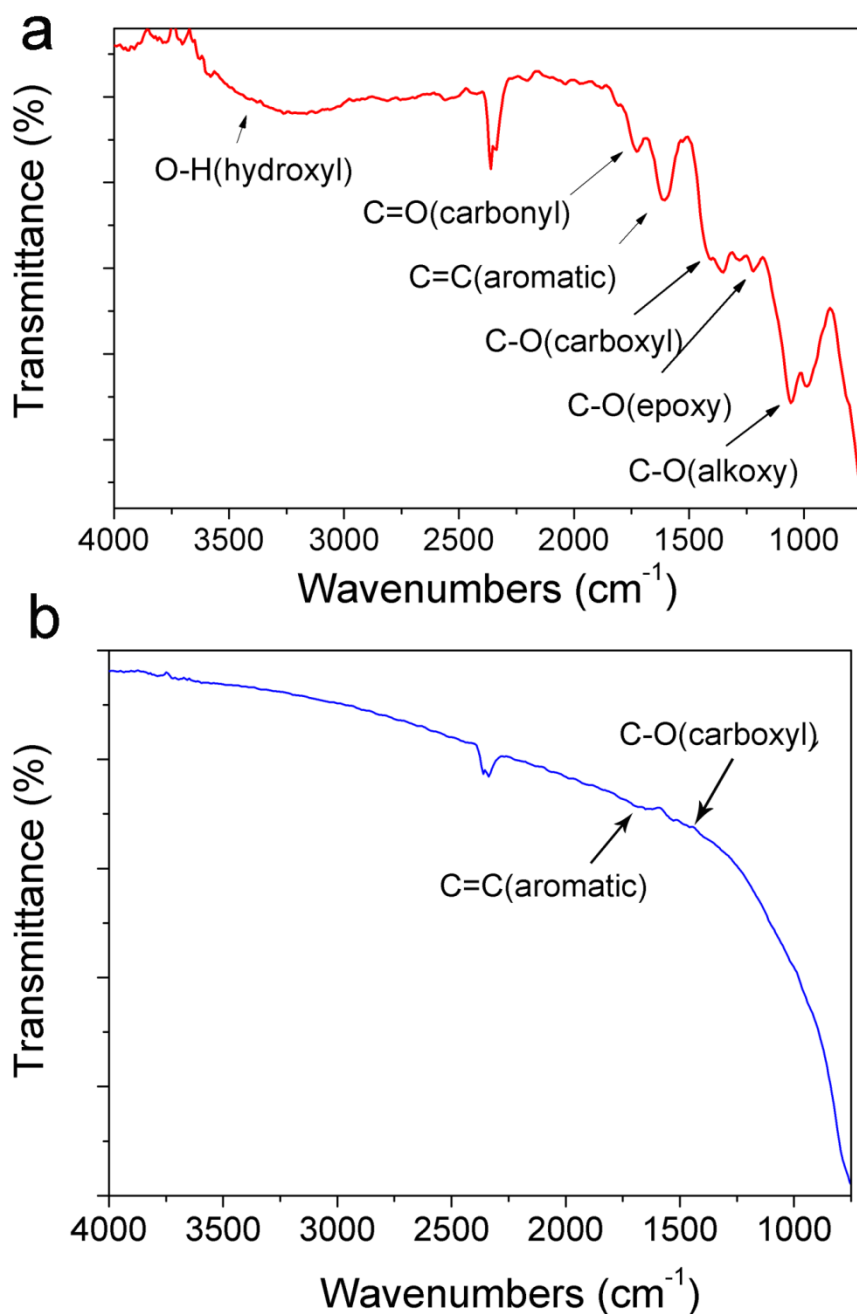 a
Transmittance (%)
O-H(hydroxyl)
C=O(carbonyl)
C=C(aromatic)
C-O(carboxyl)
C-O(epoxy)
C-O(alkoxy)
4000 3500 3000 2500 2000 1500 1000
Wavenumbers (cm⁻¹)
b
Transmittance (%)
C-O(carboxyl)
C=C(aromatic)
4000 3500 3000 2500 2000 1500 1000
Wavenumbers (cm⁻¹)